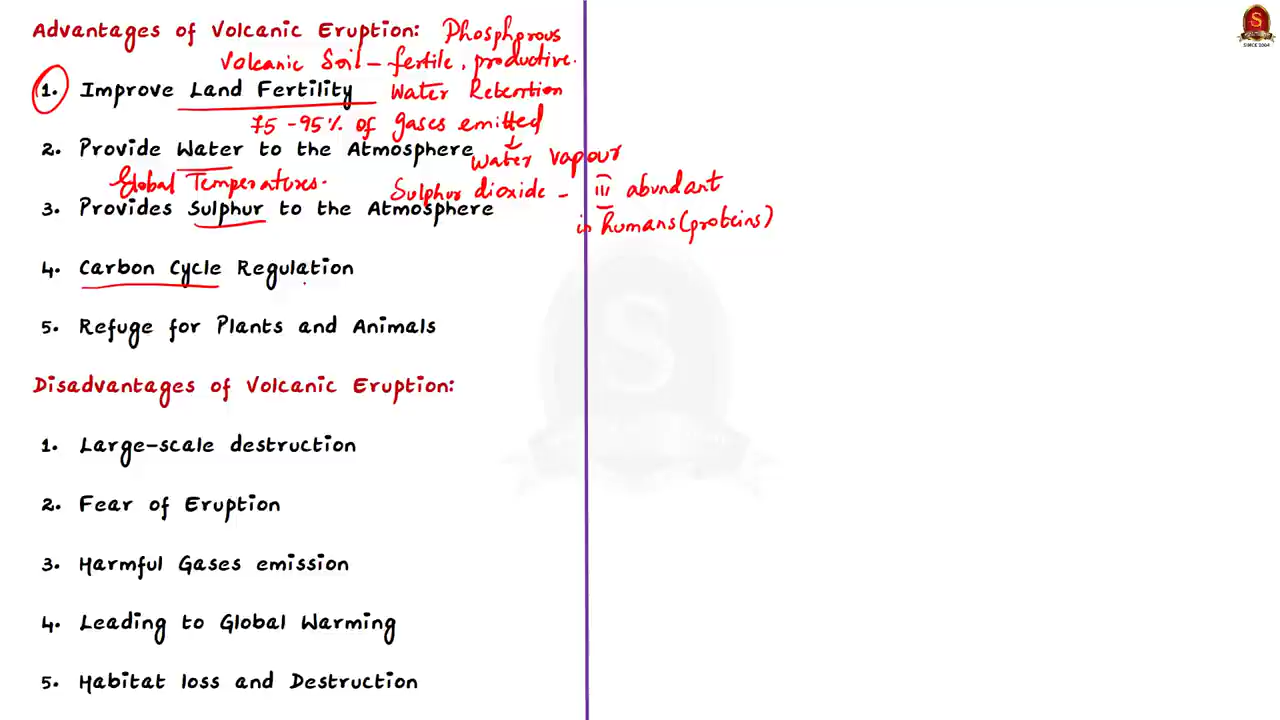 Advantages of Volcanic Eruption: Phosphorous
Volcanic Soil - fertile, productive.
1. Improve Land Fertility Water Retention
75 - 95% of gases emitted
2. Provide Water to the Atmosphere Water vapour
Global Temperatures. Sulphur dioxide - III abundant
3. Provides Sulphur to the Atmosphere in humans (proteins)
4. Carbon Cycle Regulation
5. Refuge for Plants and Animals
Disadvantages of Volcanic Eruption:
1. Large-scale destruction
2. Fear of Eruption
3. Harmful Gases emission
4. Leading to Global Warming
5. Habitat loss and Destruction
S
SINCE 2004
S